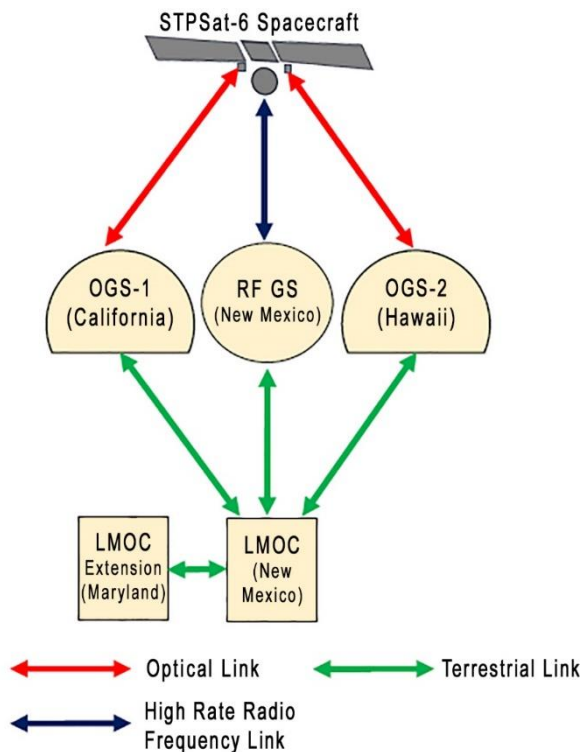 STPSat-6 Spacecraft
OGS-1
(California)
RF GS
(New Mexico)
OGS-2
(Hawaii)
LMOC
Extension
(Maryland)
LMOC
(New
Mexico)
Optical Link
Terrestrial Link
High Rate Radio
Frequency Link